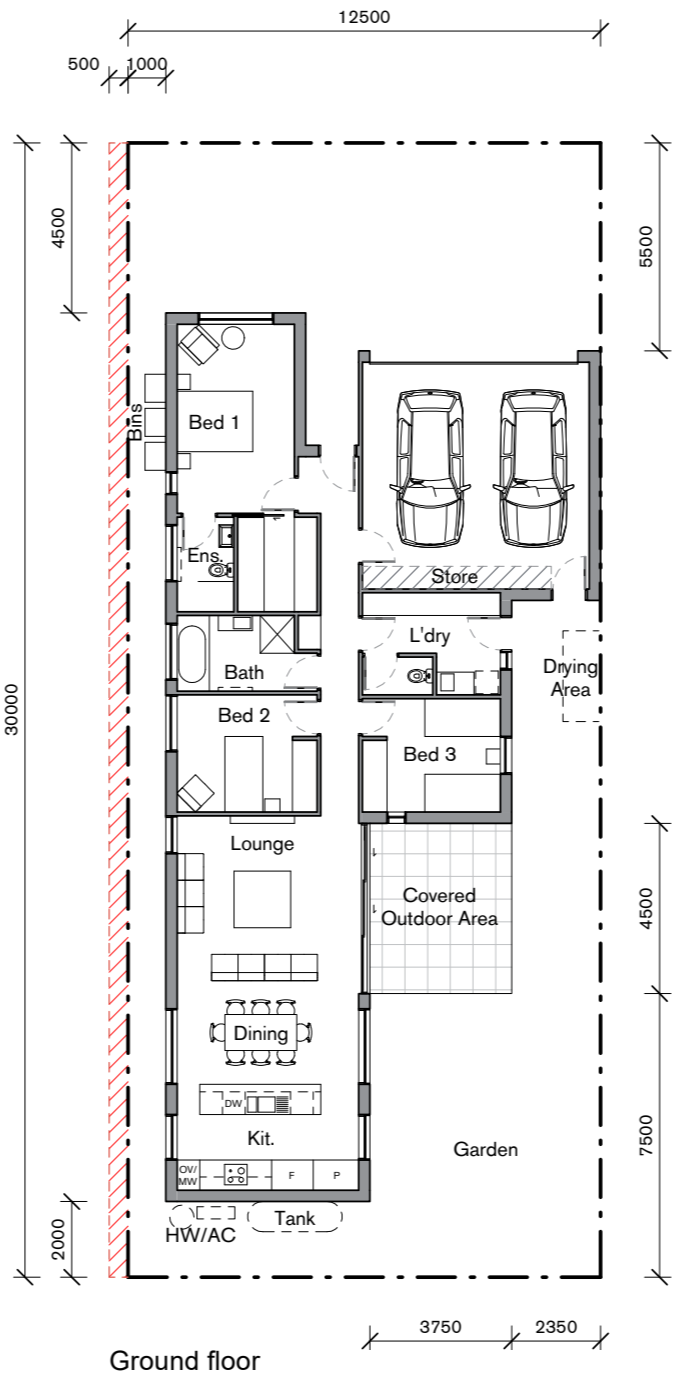 12500
500
1000
4500
5500
Bins
Bed 1
Ens.
Store
L'dry
Bath
Drying
Area
Bed 2
Bed 3
30000
Lounge
Covered
Outdoor Area
4500
Dining
DW
Kit.
Garden
7500
OV/
MW
F
P
2000
HW/AC
Tank
3750
2350
Ground floor